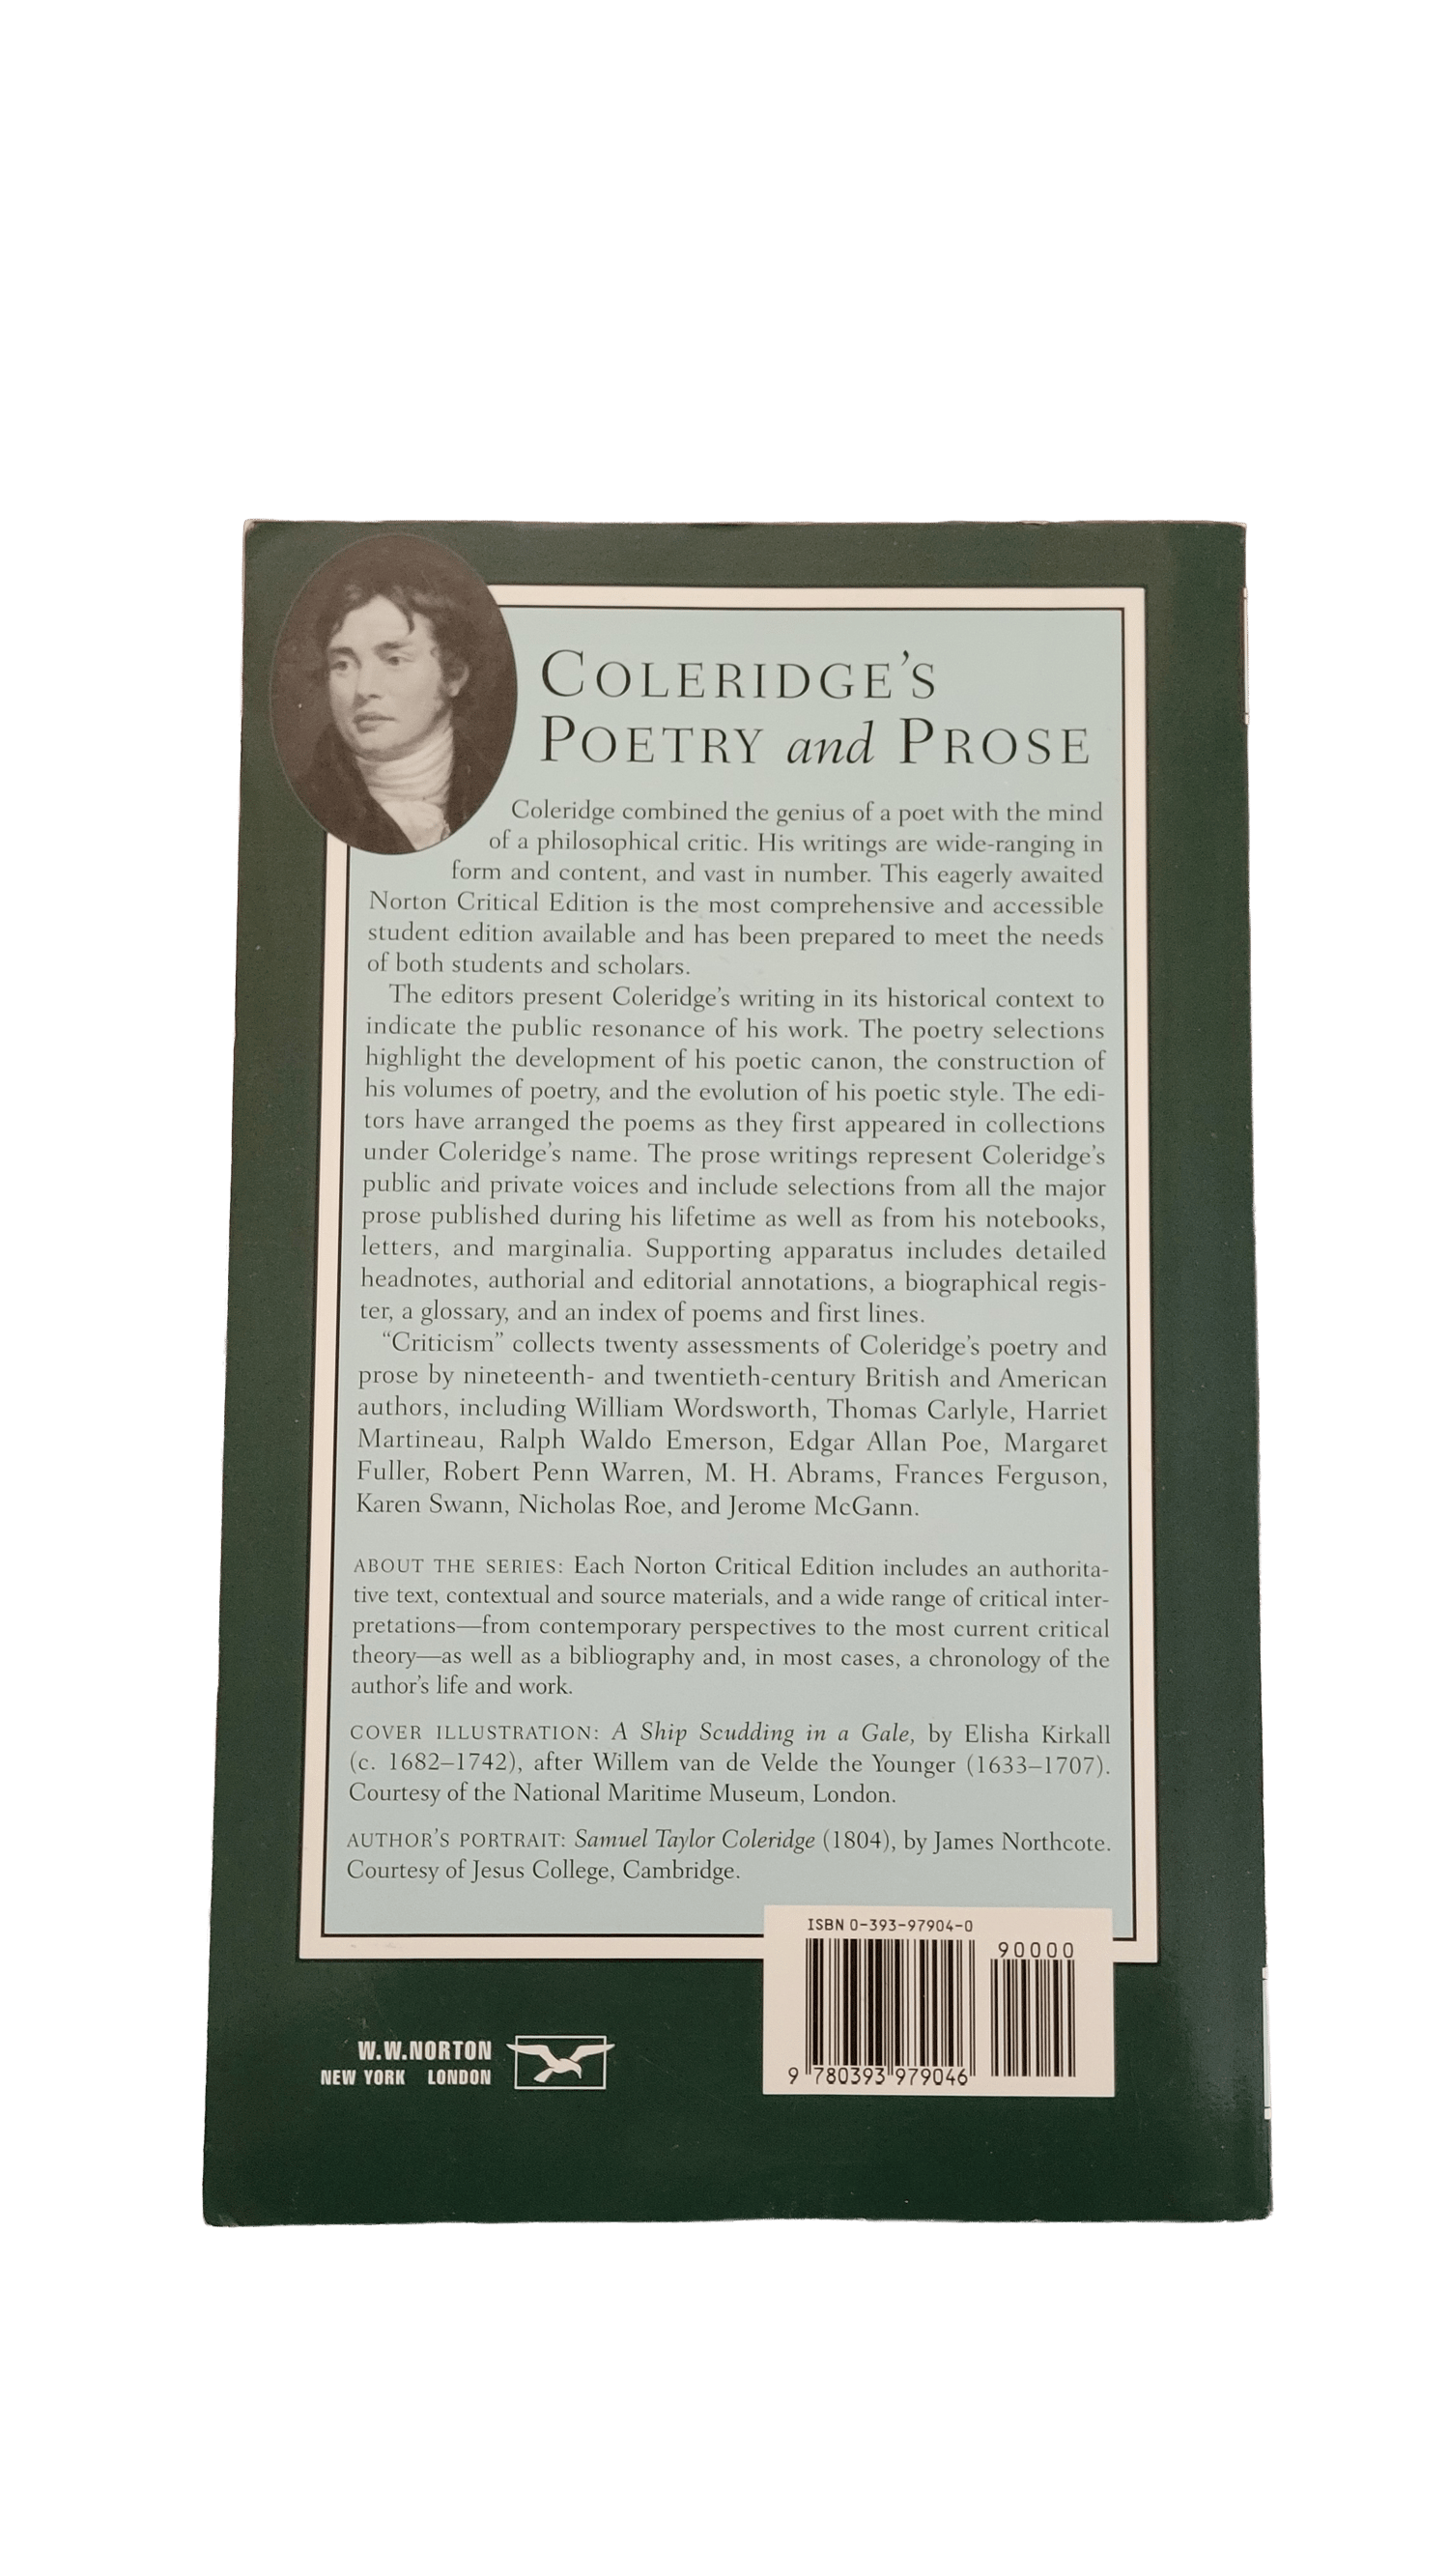 COLERIDGE'S
POETRY and PROSE
Coleridge combined the genius of a poet with the mind
of a philosophical critic. His writings are wide-ranging in
form and content, and vast in number. This eagerly awaited
Norton Critical Edition is the most comprehensive and accessible
student edition available and has been prepared to meet the needs
of both students and scholars.
The editors present Coleridge's writing in its historical context to
indicate the public resonance of his work. The poetry selections
highlight the development of his poetic canon, the construction of
his volumes of poetry, and the evolution of his poetic style. The edi-
tors have arranged the poems as they first appeared in collections
under Coleridge's name. The prose writings represent Coleridge's
public and private voices and include selections from all the major
prose published during his lifetime as well as from his notebooks,
letters, and marginalia. Supporting apparatus includes detailed
headnotes, authorial and editorial annotations, a biographical regis-
ter, a glossary, and an index of poems and first lines.
“Criticism” collects twenty assessments of Coleridge's poetry and
prose by nineteenth- and twentieth-century British and American
authors, including William Wordsworth, Thomas Carlyle, Harriet
Martineau, Ralph Waldo Emerson, Edgar Allan Poe, Margaret
Fuller, Robert Penn Warren, M. H. Abrams, Frances Ferguson,
Karen Swann, Nicholas Roe, and Jerome McGann.
ABOUT THE SERIES: Each Norton Critical Edition includes an authorita-
tive text, contextual and source materials, and a wide range of critical inter-
pretations—from contemporary perspectives to the most current critical
theory—as well as a bibliography and, in most cases, a chronology of the
author's life and work.
COVER ILLUSTRATION: A Ship Scudding in a Gale, by Elisha Kirkall
(c. 1682–1742), after Willem van de Velde the Younger (1633–1707).
Courtesy of the National Maritime Museum, London.
AUTHOR'S PORTRAIT: Samuel Taylor Coleridge (1804), by James Northcote.
Courtesy of Jesus College, Cambridge.
ISBN 0-393-97904-0
90000
9 780393 979046
W.W.NORTON
NEW YORK LONDON